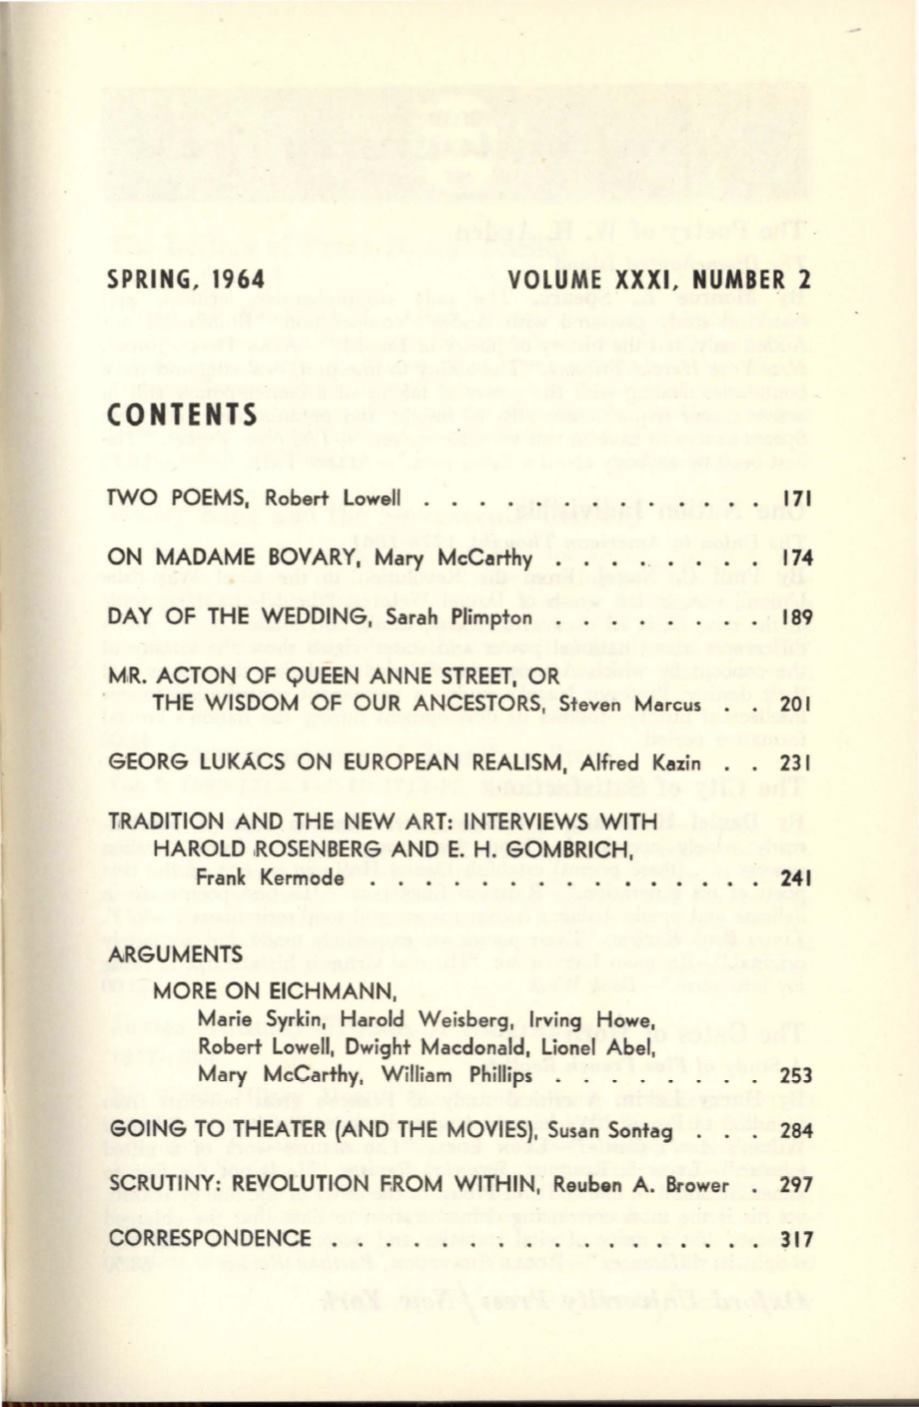 SPRING, 1964 VOLUME XXXI, NUMBER 2
CONTENTS
TWO POEMS, Robert Lowell . . . . . . . . . . . . . 171
ON MADAME BOVARY, Mary McCarthy . . . . . . . . . 174
DAY OF THE WEDDING, Sarah Plimpton . . . . . . . . 189
MR. ACTON OF QUEEN ANNE STREET, OR
THE WISDOM OF OUR ANCESTORS, Steven Marcus . . 201
GEORG LUKÁCS ON EUROPEAN REALISM, Alfred Kazin . . 231
TRADITION AND THE NEW ART: INTERVIEWS WITH
HAROLD ROSENBERG AND E. H. GOMBRICH,
Frank Kermode . . . . . . . . . . . . . . . 241
ARGUMENTS
MORE ON EICHMANN,
Marie Syrkin, Harold Weisberg, Irving Howe,
Robert Lowell, Dwight Macdonald, Lionel Abel,
Mary McCarthy, William Phillips . . . . . . . . 253
GOING TO THEATER (AND THE MOVIES), Susan Sontag . . . 284
SCRUTINY: REVOLUTION FROM WITHIN, Reuben A. Brower . 297
CORRESPONDENCE . . . . . . . . . . . . . . . . 317